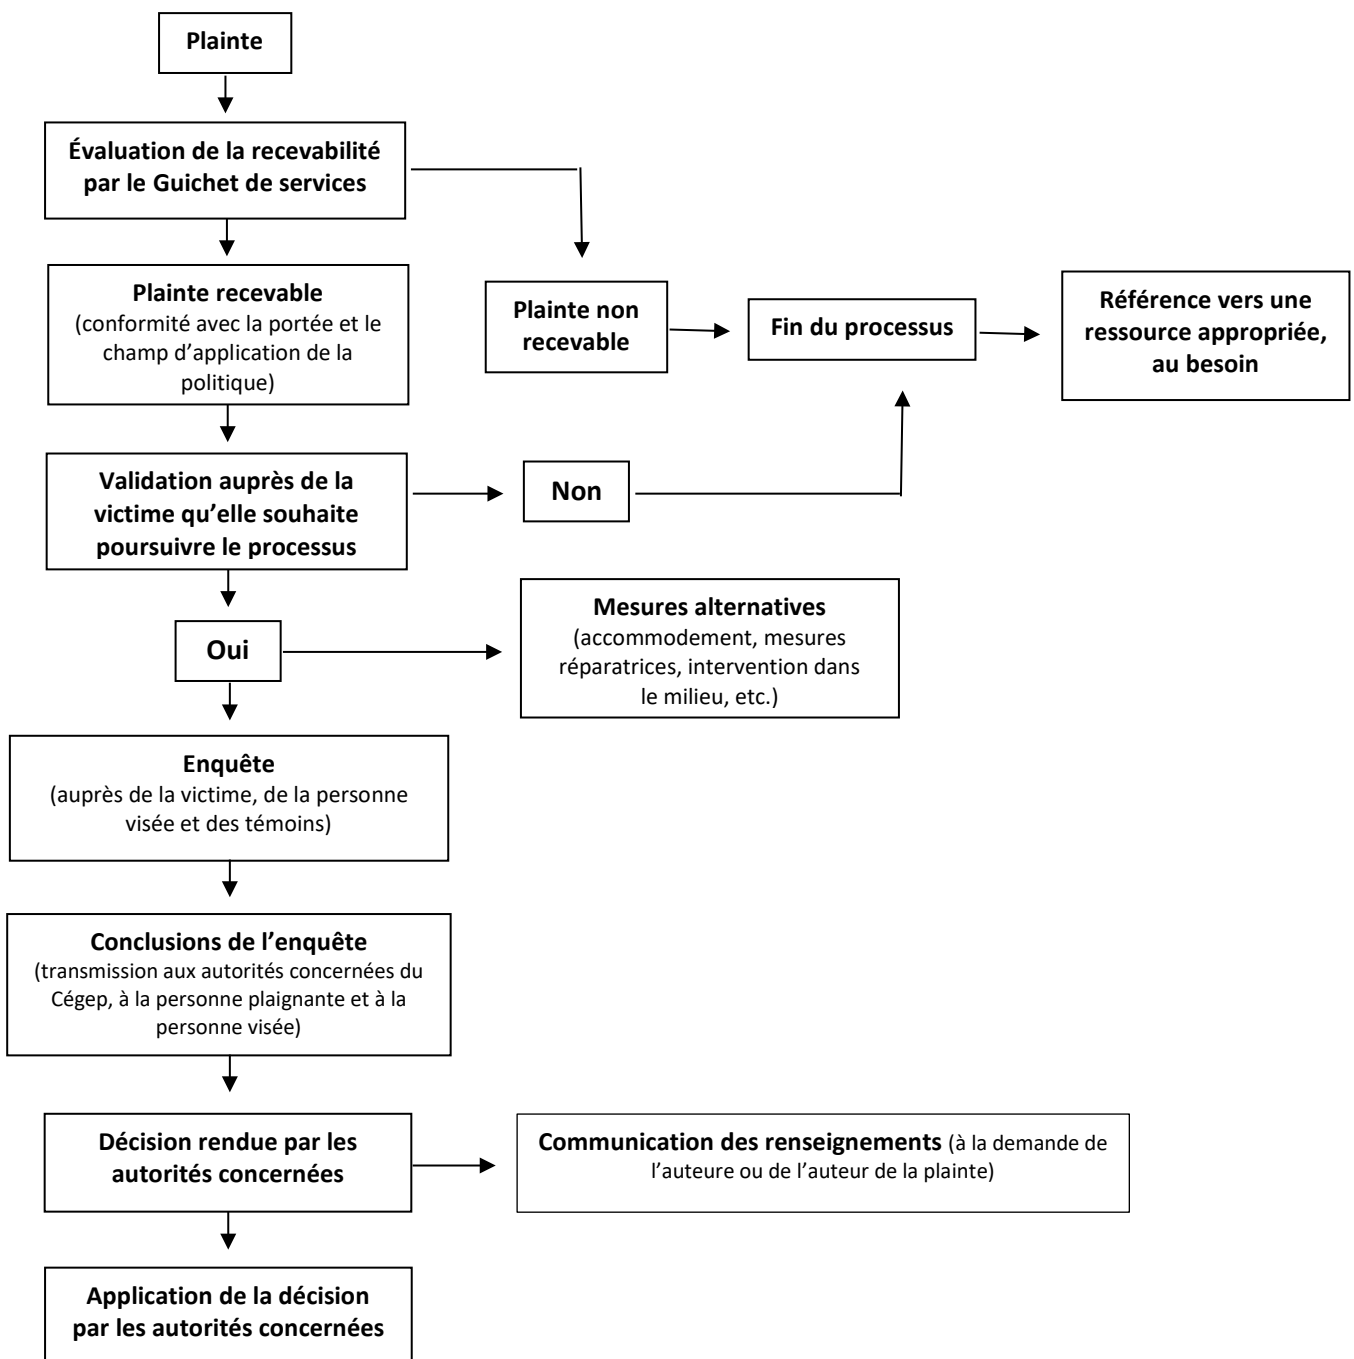 Plainte
Évaluation de la recevabilité
par le Guichet de services
Plainte recevable
(conformité avec la portée et le
champ d’application de la
politique)
Plainte non
recevable
Fin du processus
Référence vers une
ressource appropriée,
au besoin
Validation auprès de la
victime qu’elle souhaite
poursuivre le processus
Non
Oui
Mesures alternatives
(accommodement, mesures
réparatrices, intervention dans
le milieu, etc.)
Enquête
(auprès de la victime, de la personne
visée et des témoins)
Conclusions de l’enquête
(transmission aux autorités concernées du
Cégep, à la personne plaignante et à la
personne visée)
Décision rendue par les
autorités concernées
Communication des renseignements (à la demande de
l’auteure ou de l’auteur de la plainte)
Application de la décision
par les autorités concernées